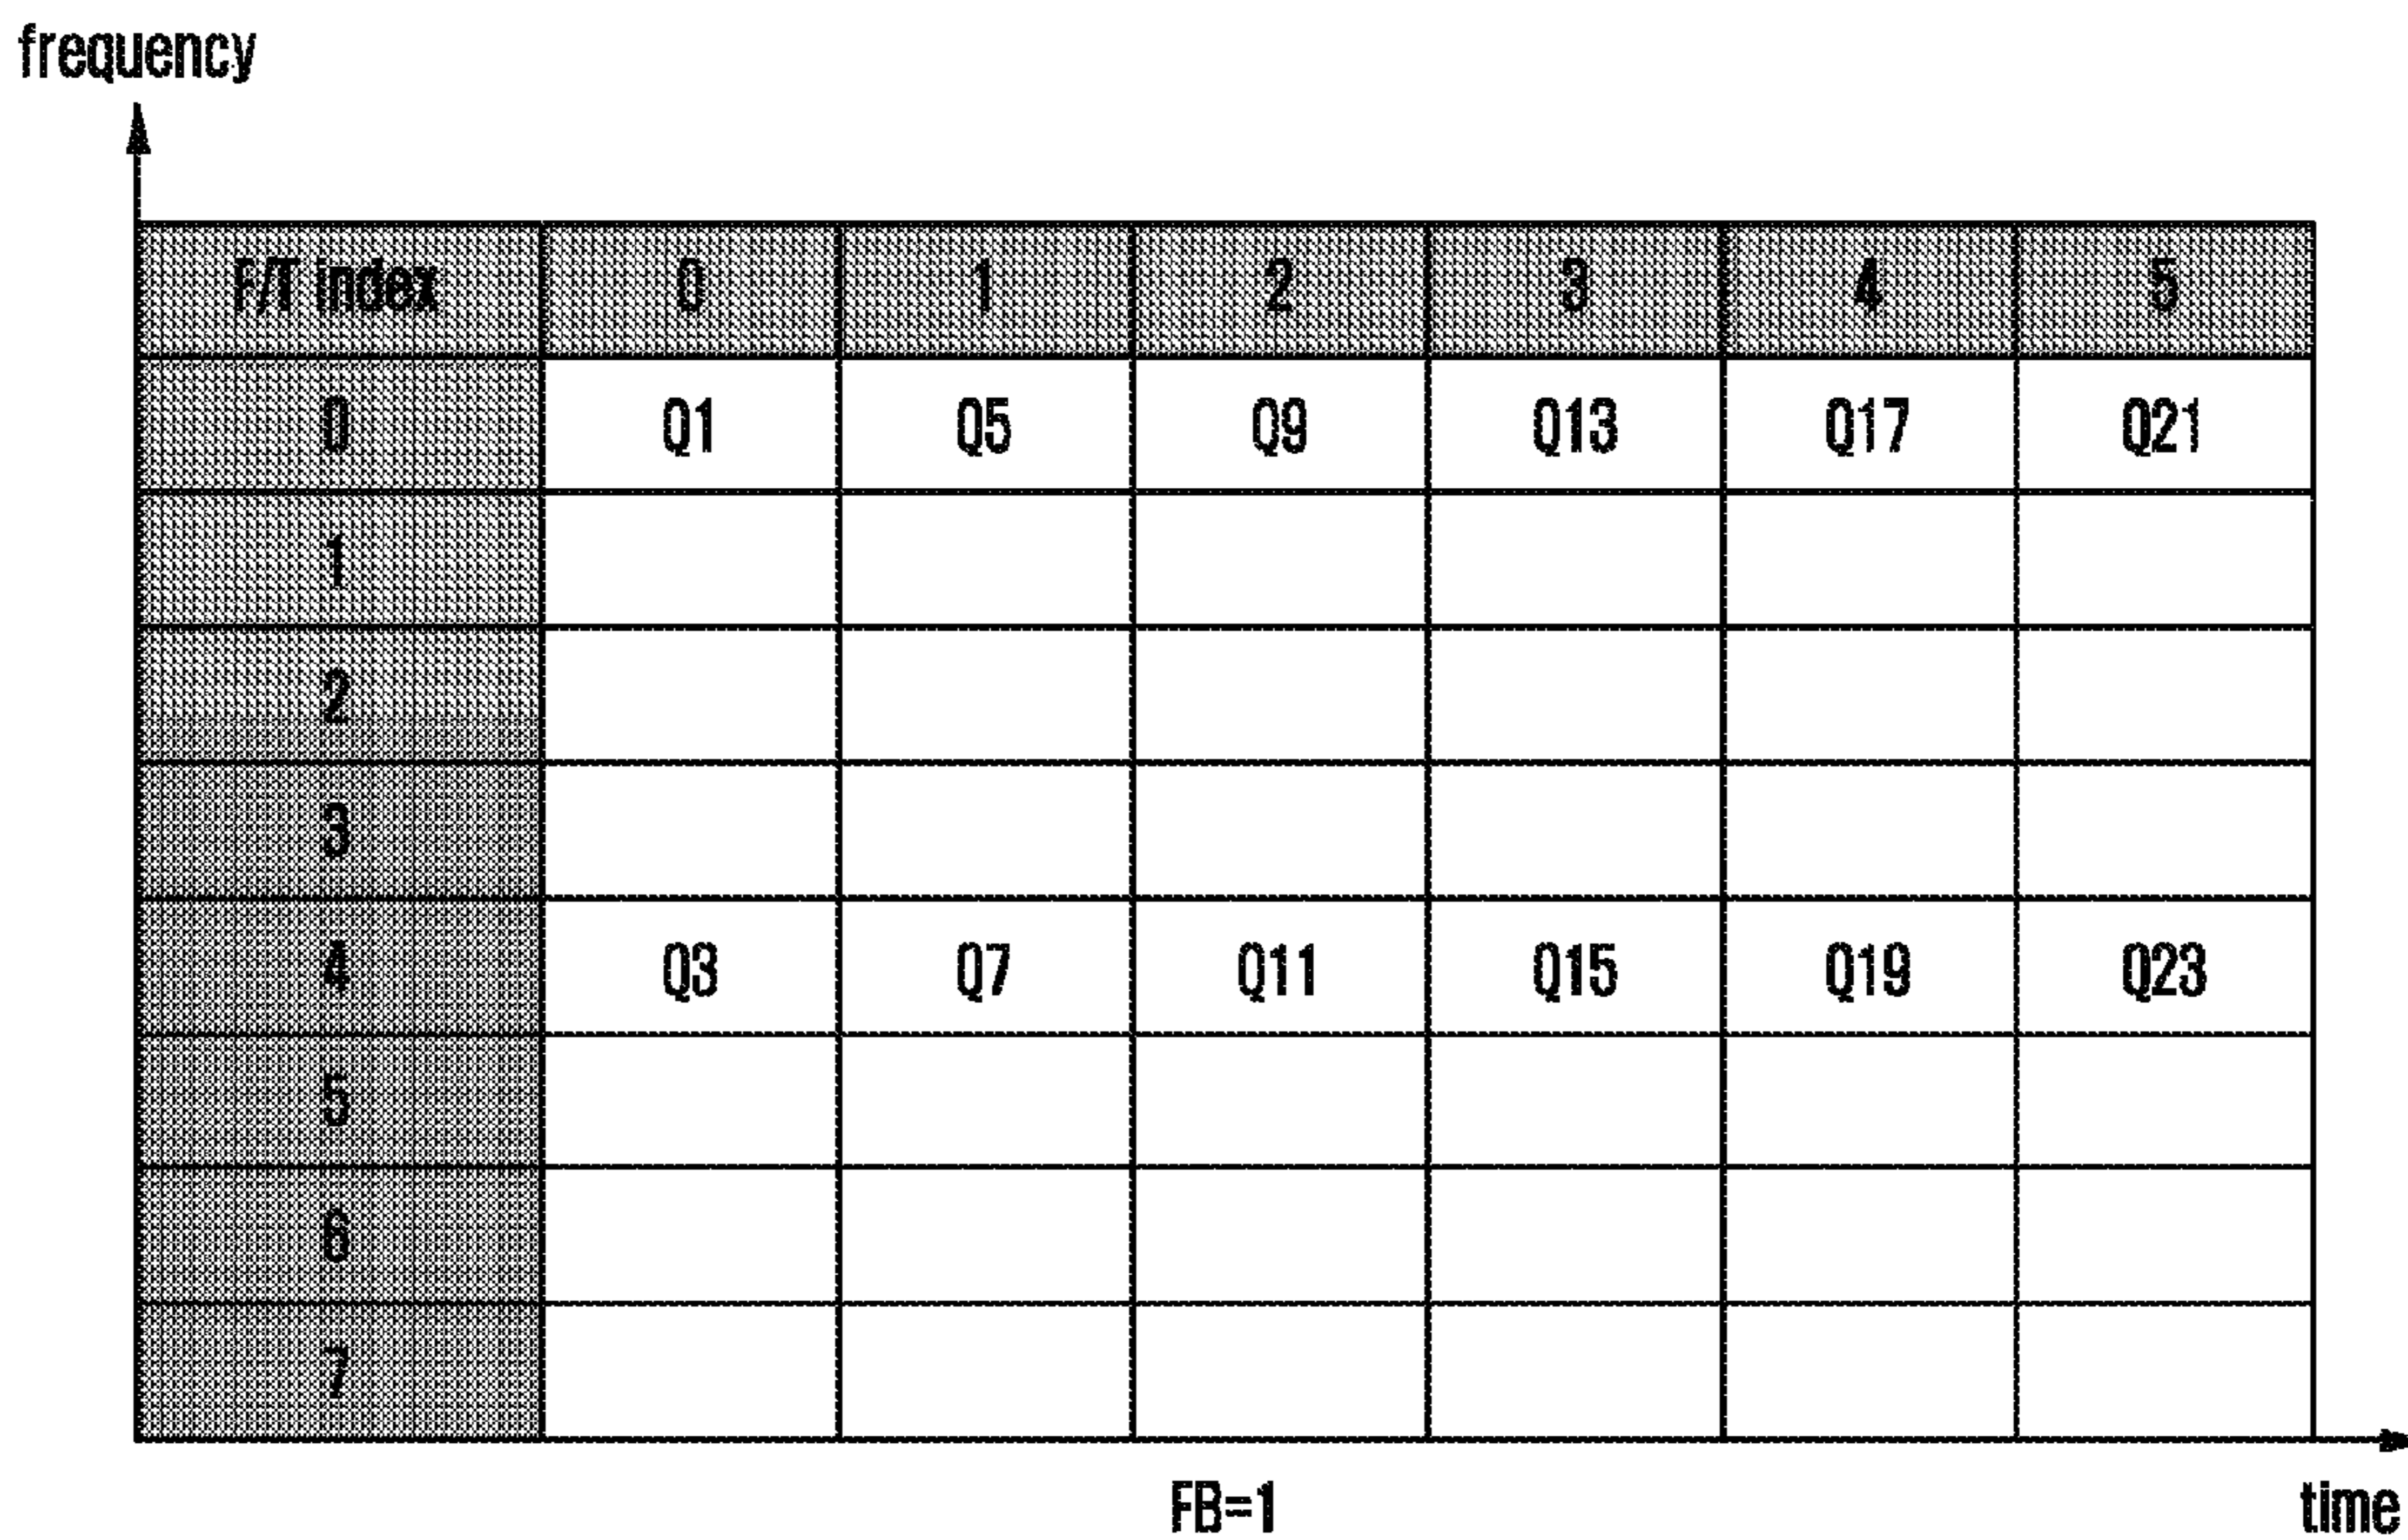 frequency
F/T index 0 1 2 3 4 5
0 Q1 Q5 Q9 Q13 Q17 Q21
1
2
3
4 Q3 Q7 Q11 Q15 Q19 Q23
5
6
7
FB=1
time